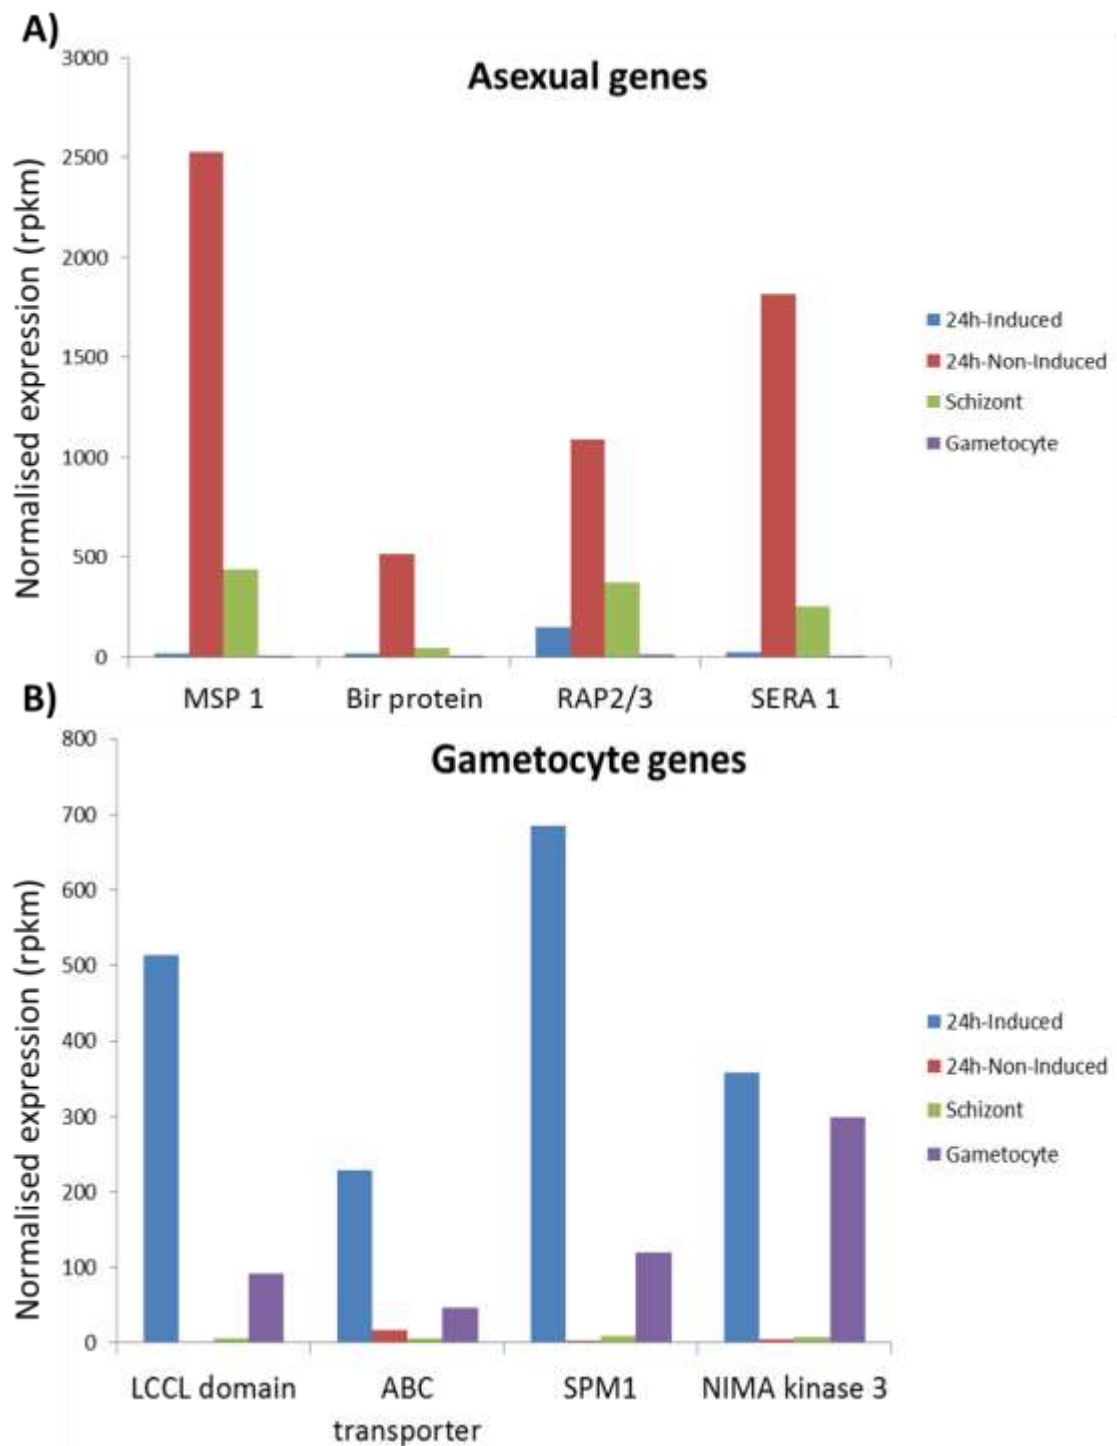 A)
Asexual genes
Normalised expression (rpkm)
3000
2500
2000
1500
1000
500
0
MSP 1
Bir protein
RAP2/3
SERA 1
24h-Induced
24h-Non-Induced
Schizont
Gametocyte
B)
Gametocyte genes
Normalised expression (rpkm)
800
700
600
500
400
300
200
100
0
LCCL domain
ABC
transporter
SPM1
NIMA kinase 3
24h-Induced
24h-Non-Induced
Schizont
Gametocyte